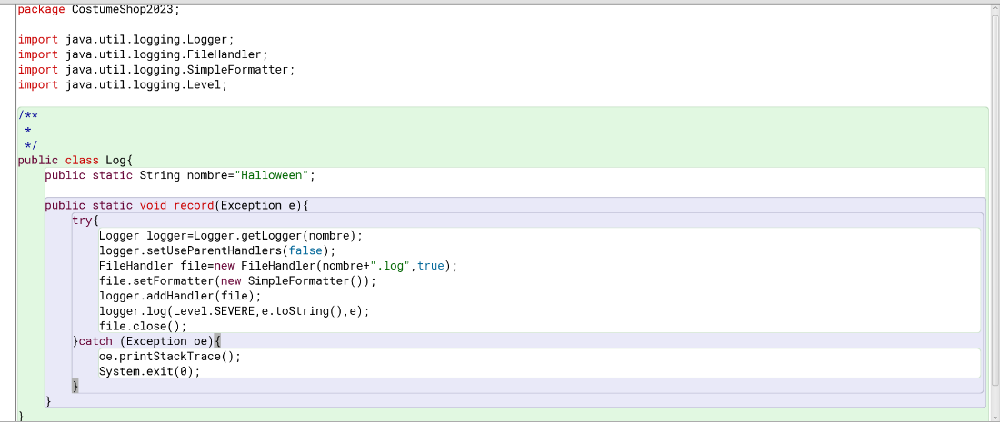 package CostumeShop2023;
import java.util.logging.Logger;
import java.util.logging.FileHandler;
import java.util.logging.SimpleFormatter;
import java.util.logging.Level;
/**
 *
 */
public class Log{
    public static String nombre="Halloween";
    public static void record(Exception e){
        try{
            Logger logger=Logger.getLogger(nombre);
            logger.setUseParentHandlers(false);
            FileHandler file=new FileHandler(nombre+".log",true);
            file.setFormatter(new SimpleFormatter());
            logger.addHandler(file);
            logger.log(Level.SEVERE,e.toString(),e);
            file.close();
        }catch (Exception oe){
            oe.printStackTrace();
            System.exit(0);
        }
    }
}